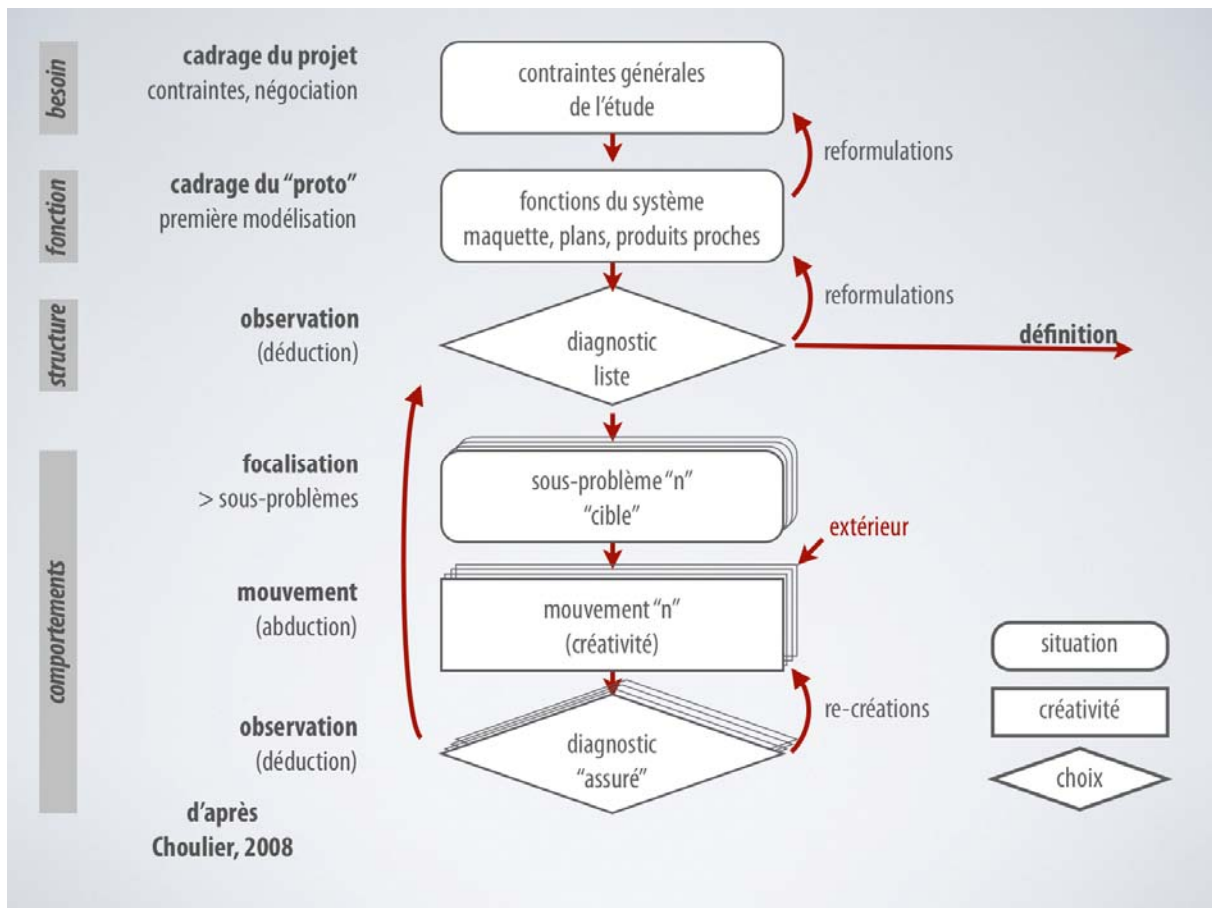 besoin
cadrage du projet
contraintes, négociation
contraintes générales
de l’étude
reformulations
fonction
cadrage du “proto”
première modélisation
fonctions du système
maquette, plans, produits proches
reformulations
structure
observation
(déduction)
diagnostic
liste
définition
comportements
focalisation
> sous-problèmes
sous-problème “n”
“cible”
extérieur
mouvement
(abduction)
mouvement “n”
(créativité)
re-créations
observation
(déduction)
diagnostic
“assuré”
situation
créativité
choix
d’après
Choulier, 2008